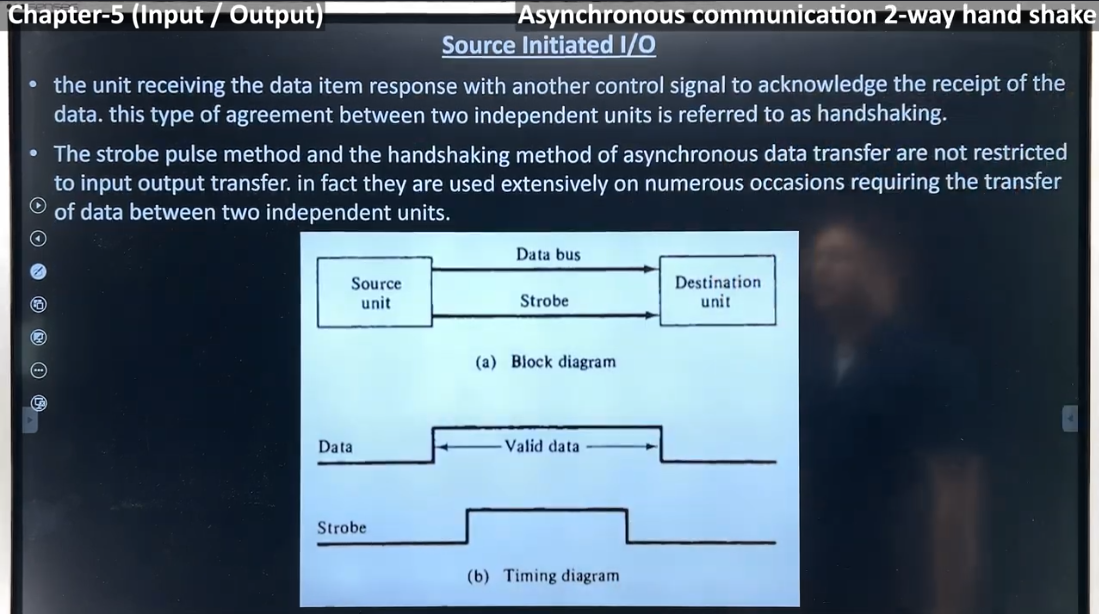 Chapter-5 (Input / Output)
Asynchronous communication 2-way hand shake
Source Initiated I/O
• the unit receiving the data item response with another control signal to acknowledge the receipt of the
data. this type of agreement between two independent units is referred to as handshaking.
• The strobe pulse method and the handshaking method of asynchronous data transfer are not restricted
to input output transfer. in fact they are used extensively on numerous occasions requiring the transfer
of data between two independent units.
Data bus
Source
unit
Destination
unit
Strobe
(a) Block diagram
Data
Valid data
Strobe
(b) Timing diagram